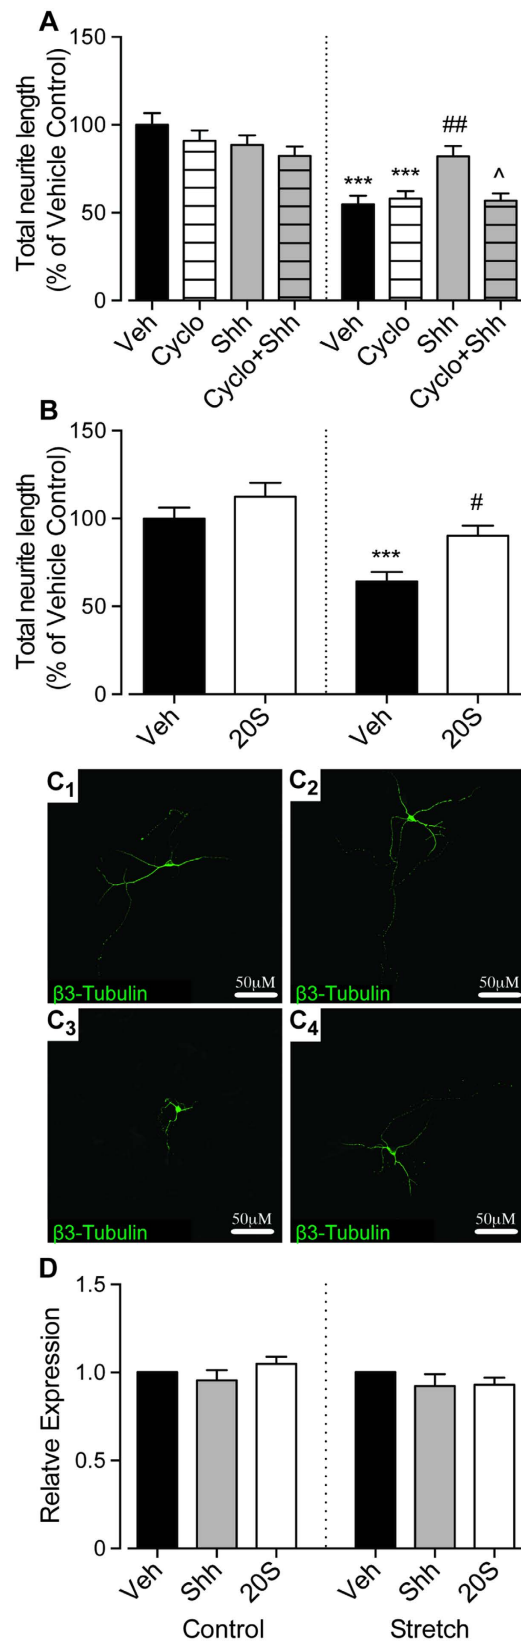 A
Total neurite length
(% of Vehicle Control)
150
100
50
0
*** *** ## ^
Veh Cyclo Shh Cyclo+Shh Veh Cyclo Shh Cyclo+Shh
B
Total neurite length
(% of Vehicle Control)
150
100
50
0
*** #
Veh 20S Veh 20S
C1 C2
β3-Tubulin 50μM β3-Tubulin 50μM
C3 C4
β3-Tubulin 50μM β3-Tubulin 50μM
D
Relative Expression
1.5
1.0
0.5
0
Veh Shh 20S Veh Shh 20S
Control Stretch